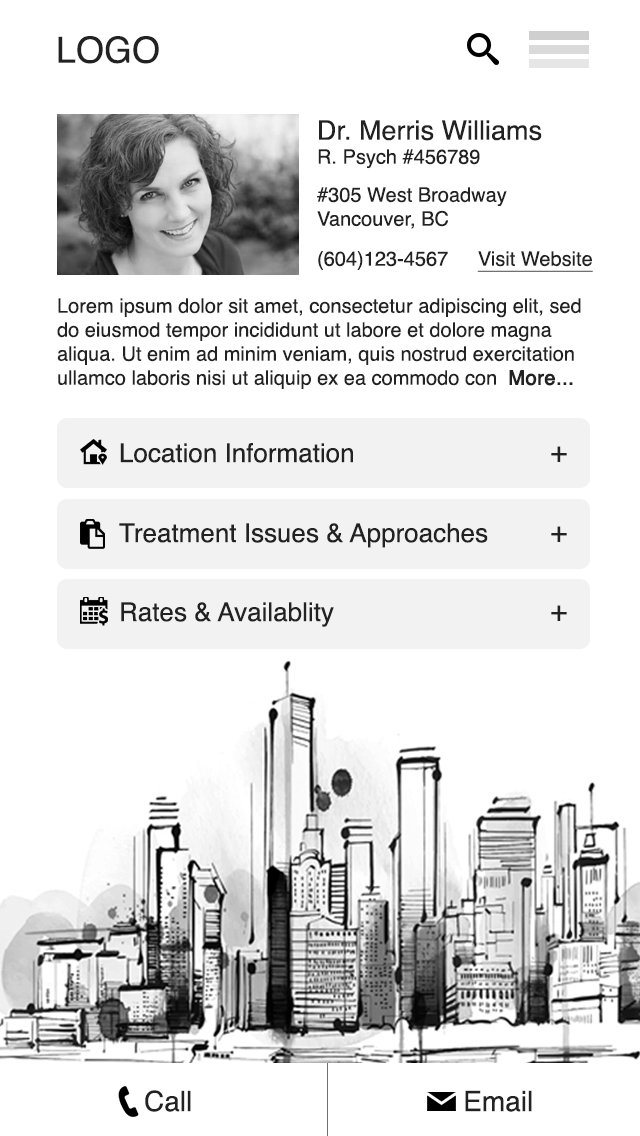 LOGO
Dr. Merris Williams
R. Psych #456789
#305 West Broadway
Vancouver, BC
(604)123-4567 Visit Website
Lorem ipsum dolor sit amet, consectetur adipiscing elit, sed
do eiusmod tempor incididunt ut labore et dolore magna
aliqua. Ut enim ad minim veniam, quis nostrud exercitation
ullamco laboris nisi ut aliquip ex ea commodo con More...
Location Information +
Treatment Issues & Approaches +
Rates & Availablity +
Call Email